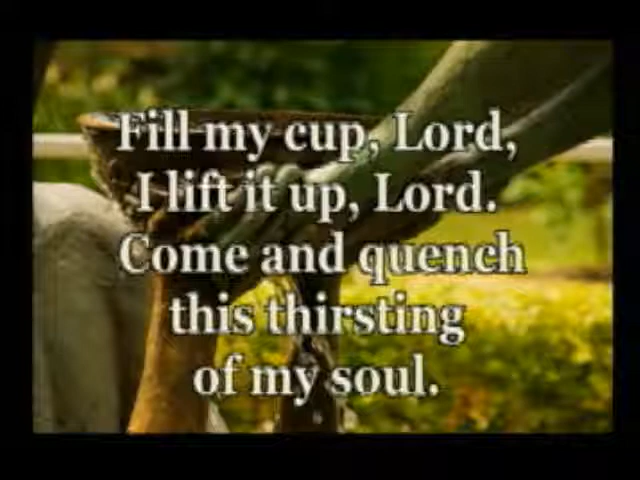 Fill my cup, Lord,
I lift it up, Lord.
Come and quench
this thirsting
of my soul.